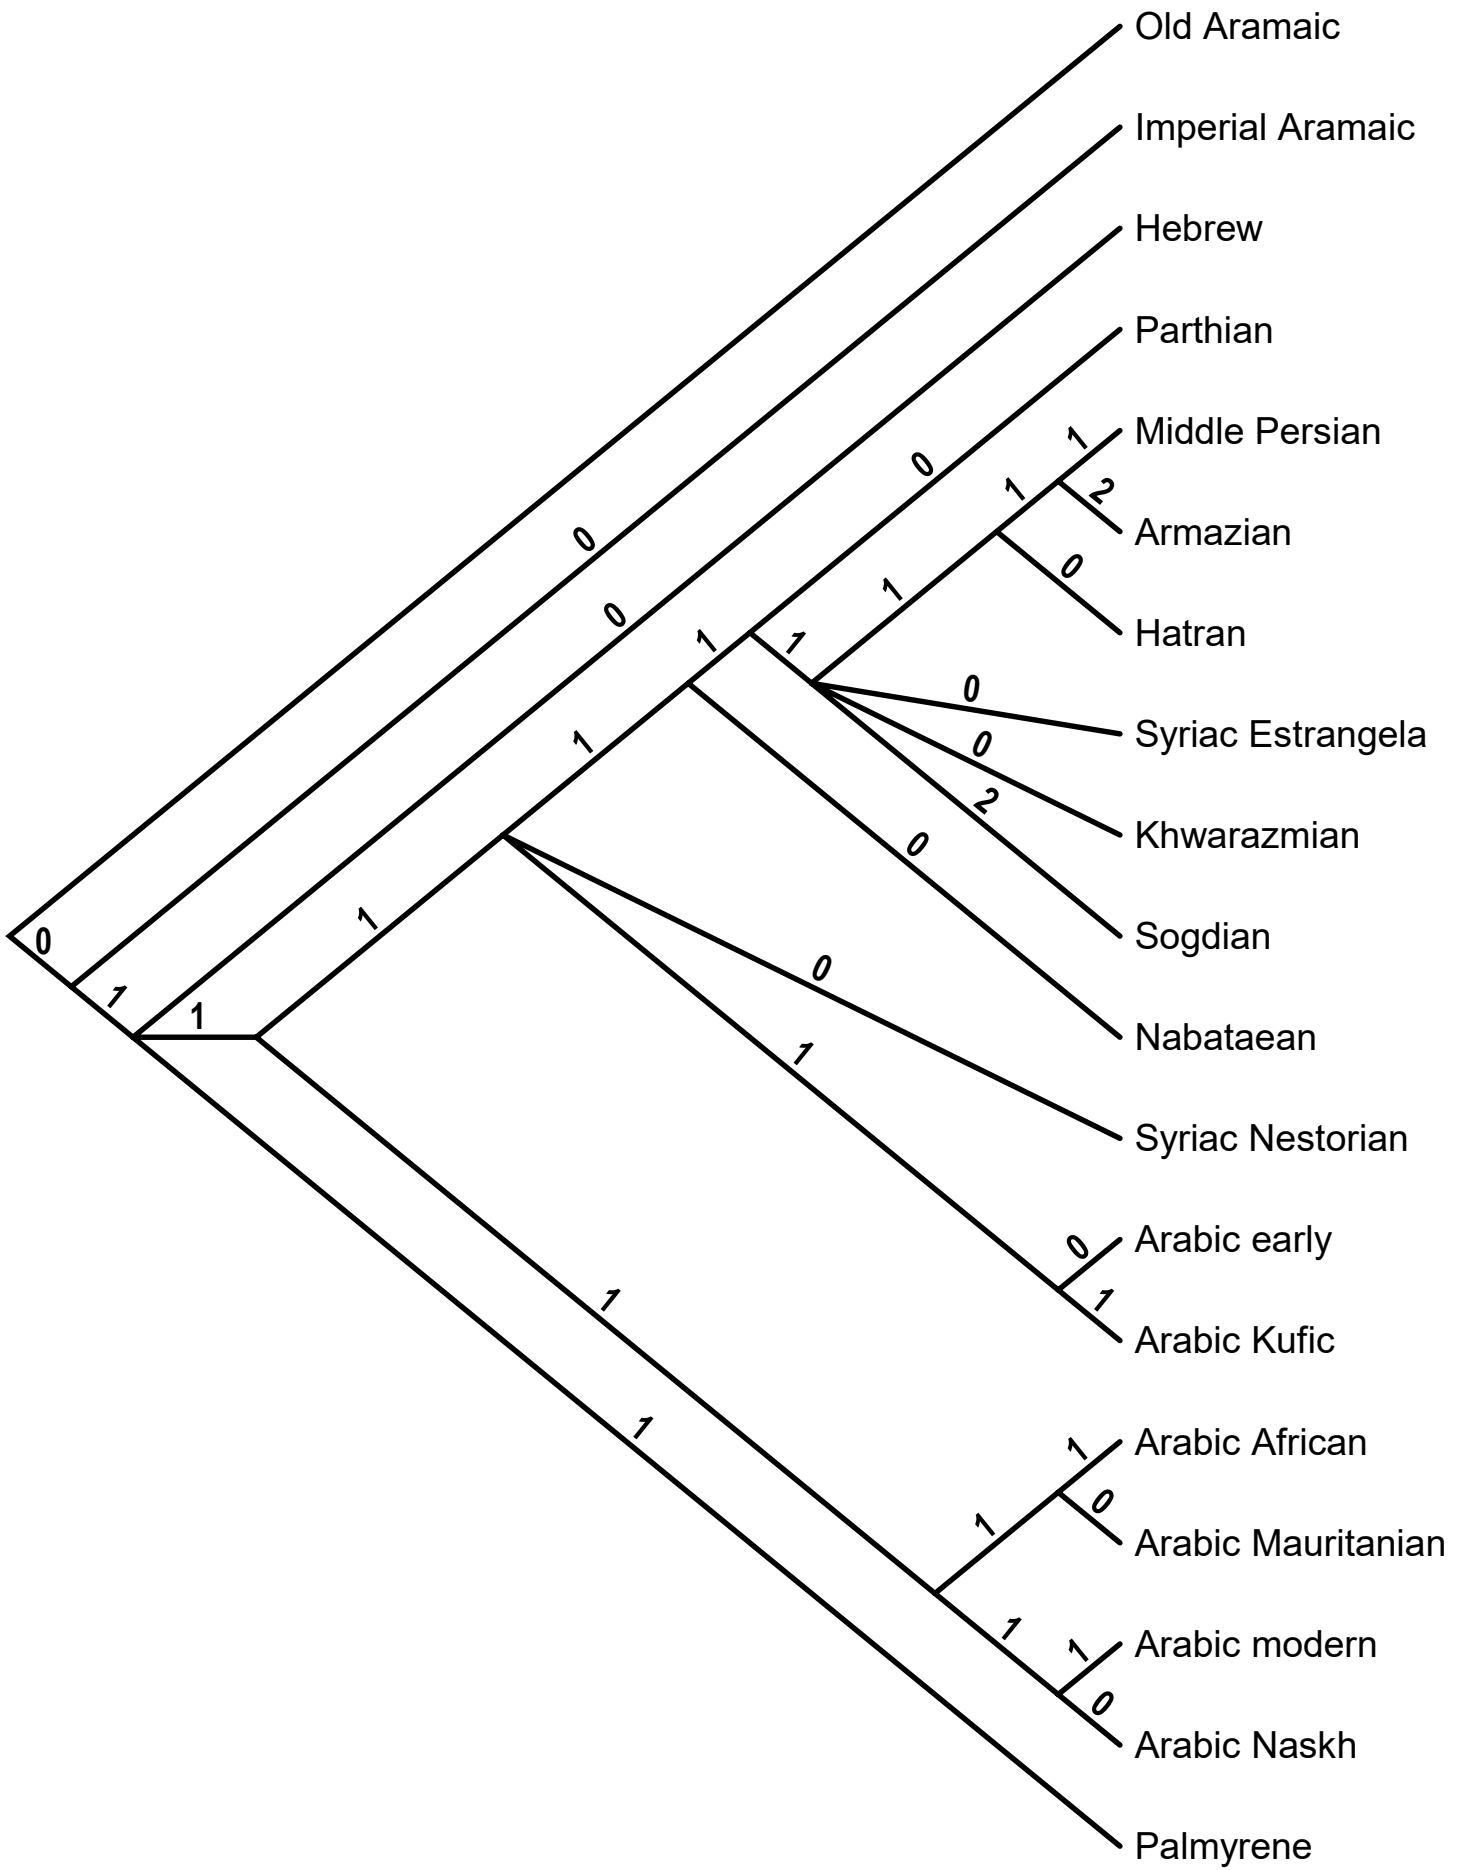 Old Aramaic
Imperial Aramaic
Hebrew
Parthian
1 Middle Persian
0
1
2
Armazian
0
0
Hatran
1
0
1
1
0
Syriac Estrangela
1
0
2
Khwarazmian
0
1
0
Sogdian
0
1
1
1
Nabataean
1
Syriac Nestorian
0
Arabic early
1
1
Arabic Kufic
1
1
Arabic African
0
1
Arabic Mauritanian
1
1
Arabic modern
0
Arabic Naskh
Palmyrene